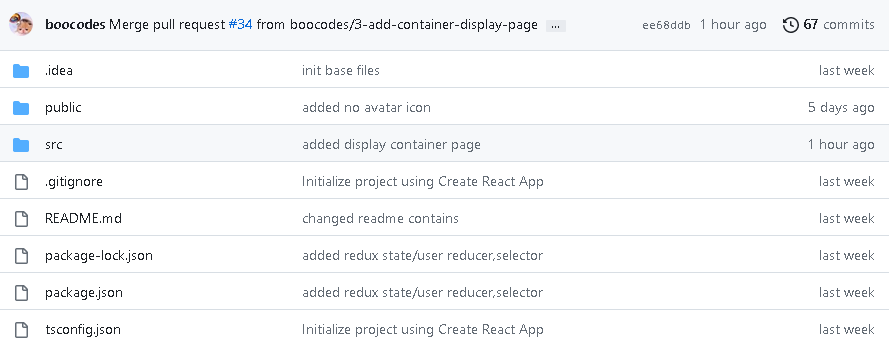 boocodes Merge pull request #34 from boocodes/3-add-container-display-page ... ee68ddb 1 hour ago 67 commits
.idea init base files last week
public added no avatar icon 5 days ago
src added display container page 1 hour ago
.gitignore Initialize project using Create React App last week
README.md changed readme contains last week
package-lock.json added redux state/user reducer,selector last week
package.json added redux state/user reducer,selector last week
tsconfig.json Initialize project using Create React App last week